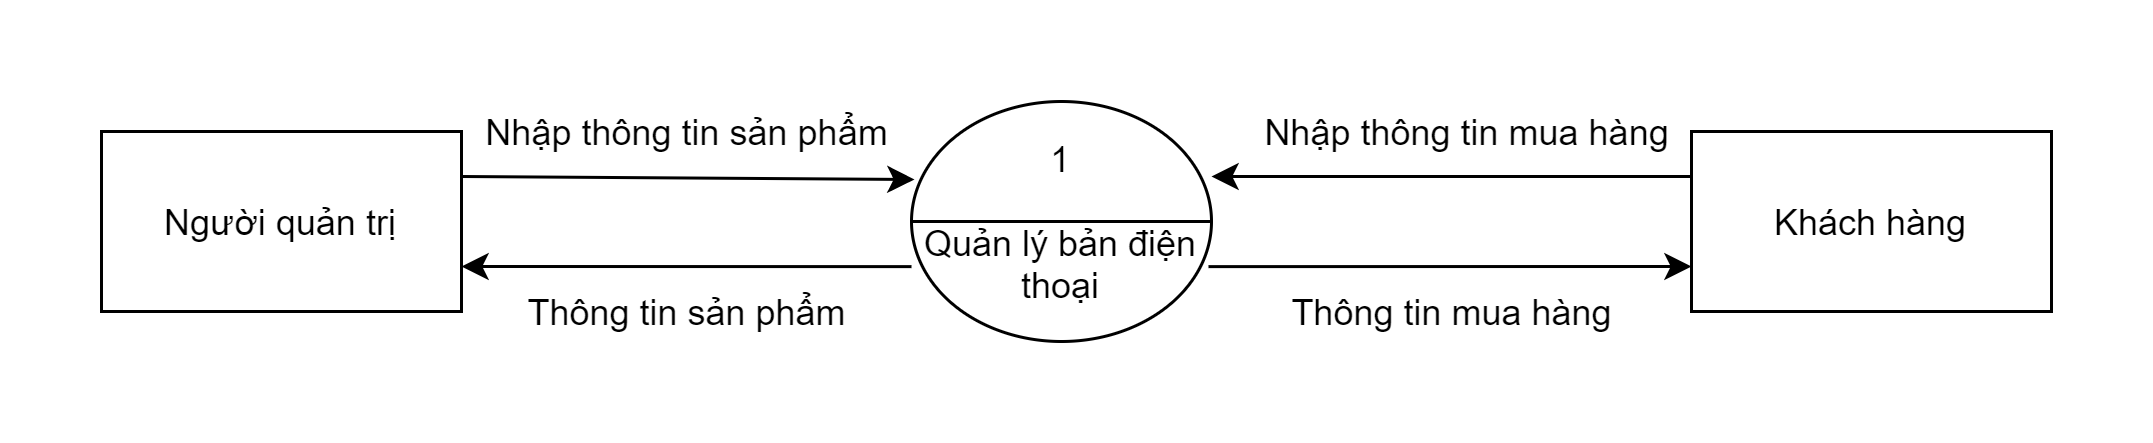 Nhập thông tin sản phẩm
Nhập thông tin mua hàng
1
Người quản trị
Khách hàng
Quản lý bản điện
thoại
Thông tin sản phẩm
Thông tin mua hàng